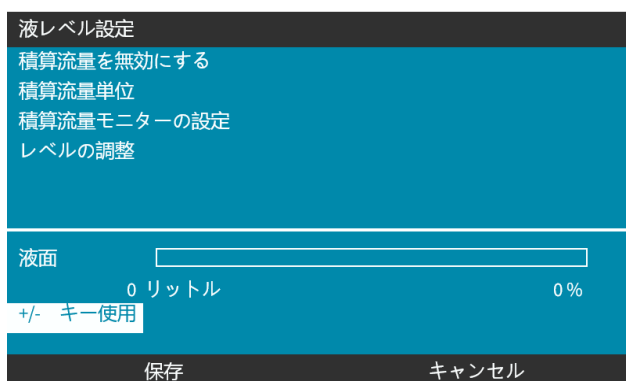 液レベル設定
積算流量を無効にする
積算流量単位
積算流量モニターの設定
レベルの調整
液面
0 リットル 0%
+/- キー使用
保存 キャンセル